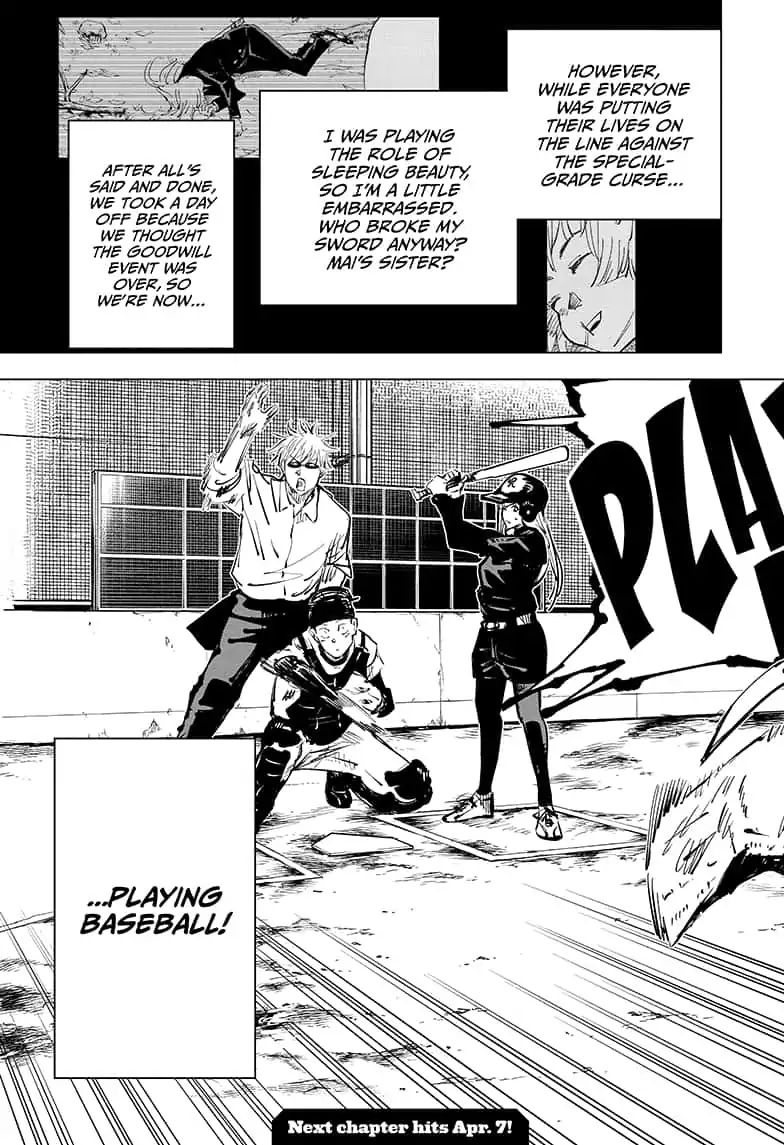 HOWEVER,
WHILE EVERYONE
WAS PUTTING
THEIR LIVES ON
THE LINE AGAINST
THE SPECIAL-
GRADE CURSE...
I WAS PLAYING
THE ROLE OF
SLEEPING BEAUTY,
SO I'M A LITTLE
EMBARRASSED.
WHO BROKE MY
SWORD ANYWAY?
MAI'S SISTER?
AFTER ALL'S
SAID AND DONE,
WE TOOK A DAY
OFF BECAUSE
WE THOUGHT
THE GOODWILL
EVENT WAS
OVER, SO
WE'RE NOW...
PLA
...PLAYING
BASEBALL!
Next chapter hits Apr. 7!